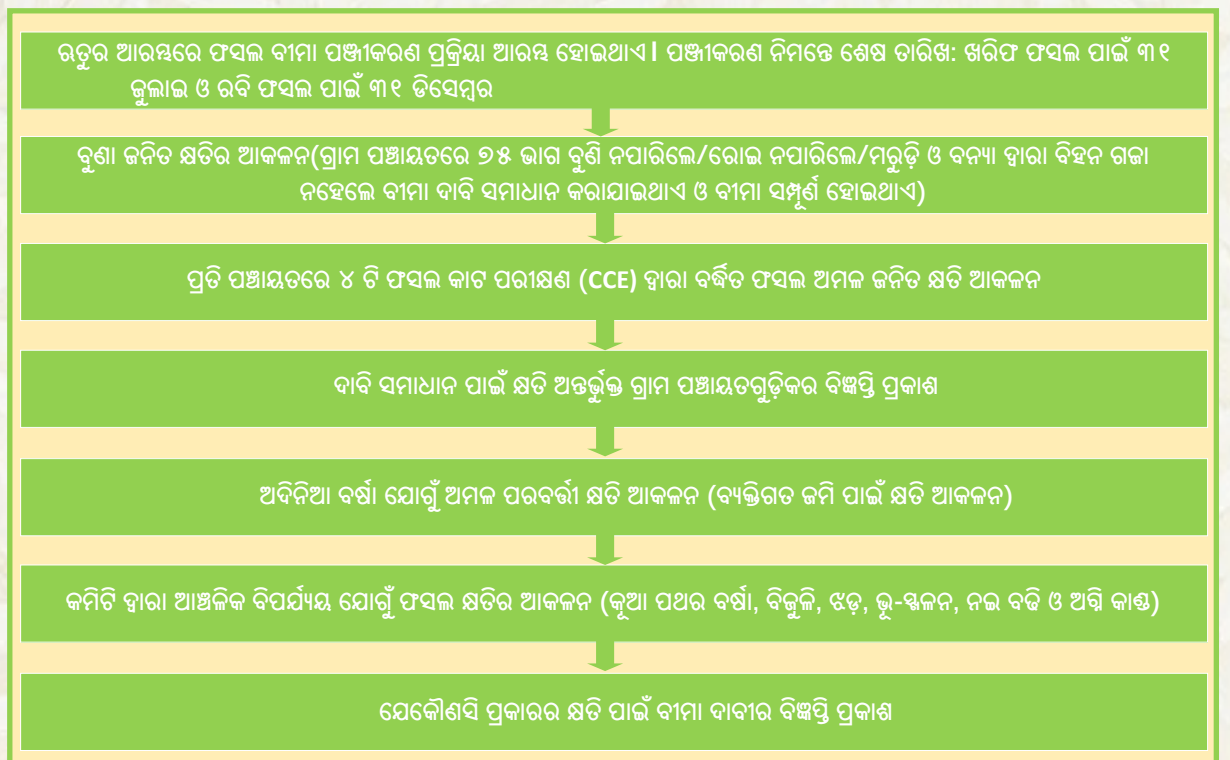 ଋତୁର ଆରମ୍ଭରେ ଫସଲ ବୀମା ପଞ୍ଜୀକରଣ ପ୍ରକ୍ରିୟା ଆରମ୍ଭ ହୋଇଥାଏ l ପଞ୍ଜୀକରଣ ନିମନ୍ତେ ଶେଷ ତାରିଖ: ଖରିଫ ଫସଲ ପାଇଁ ୩୧
ଜୁଲାଇ ଓ ରବି ଫସଲ ପାଇଁ ୩୧ ଡିସେମ୍ବର
ବୁଣା ଜନିତ କ୍ଷତିର ଆକଳନ(ଗ୍ରାମ ପଞ୍ଚାୟତରେ ୭୫ ଭାଗ ବୁଣି ନପାରିଲେ/ରୋଇ ନପାରିଲେ/ମରୁଡ଼ି ଓ ବନ୍ୟା ଦ୍ୱାରା ବିହନ ଗଜା
ନହେଲେ ବୀମା ଦାବି ସମାଧାନ କରାଯାଇଥାଏ ଓ ବୀମା ସମ୍ପୂର୍ଣ ହୋଇଥାଏ)
ପ୍ରତି ପଞ୍ଚାୟତରେ ୪ ଟି ଫସଲ କାଟ ପରୀକ୍ଷଣ (CCE) ଦ୍ୱାରା ବର୍ଦ୍ଧିତ ଫସଲ ଅମଳ ଜନିତ କ୍ଷତି ଆକଳନ
ଦାବି ସମାଧାନ ପାଇଁ କ୍ଷତି ଅନ୍ତର୍ଭୁକ୍ତ ଗ୍ରାମ ପଞ୍ଚାୟତଗୁଡ଼ିକର ବିଜ୍ଞପ୍ତି ପ୍ରକାଶ
ଅଦିନିଆ ବର୍ଷା ଯୋଗୁଁ ଅମଳ ପରବର୍ତ୍ତୀ କ୍ଷତି ଆକଳନ (ବ୍ୟକ୍ତିଗତ ଜମି ପାଇଁ କ୍ଷତି ଆକଳନ)
କମିଟି ଦ୍ୱାରା ଆଞ୍ଚଳିକ ବିପର୍ଯ୍ୟୟ ଯୋଗୁଁ ଫସଲ କ୍ଷତିର ଆକଳନ (କୂଆ ପଥର ବର୍ଷା, ବିଜୁଳି, ଝଡ଼, ଭୂ-ସ୍ଖଳନ, ନଈ ବଢି ଓ ଅଗ୍ନି କାଣ୍ଡ)
ଯେକୌଣସି ପ୍ରକାରର କ୍ଷତି ପାଇଁ ବୀମା ଦାବୀର ବିଜ୍ଞପ୍ତି ପ୍ରକାଶ